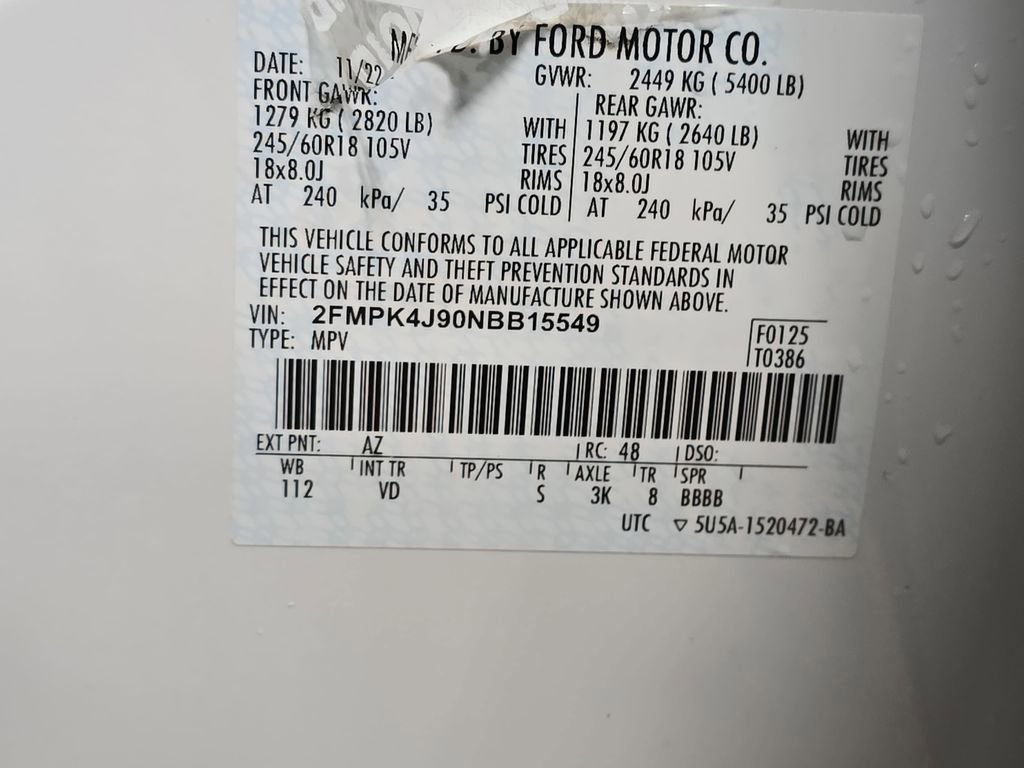 BY FORD MOTOR CO.
DATE: 11/22 GVWR: 2449 KG ( 5400 LB)
FRONT GAWR: REAR GAWR:
1279 KG ( 2820 LB) WITH 1197 KG ( 2640 LB) WITH
245/60R18 105V TIRES 245/60R18 105V TIRES
18x8.0J RIMS 18x8.0J RIMS
AT 240 kPa/ 35 PSI COLD AT 240 kPa/ 35 PSI COLD
THIS VEHICLE CONFORMS TO ALL APPLICABLE FEDERAL MOTOR
VEHICLE SAFETY AND THEFT PREVENTION STANDARDS IN
EFFECT ON THE DATE OF MANUFACTURE SHOWN ABOVE.
VIN: 2FMPK4J90NBB15549
TYPE: MPV F0125
T0386
EXT PNT: AZ RC: 48 DSO:
WB INT TR TP/PS R AXLE TR SPR
112 VD S 3K 8 BBBB
UTC ▽ 5U5A-1520472-BA